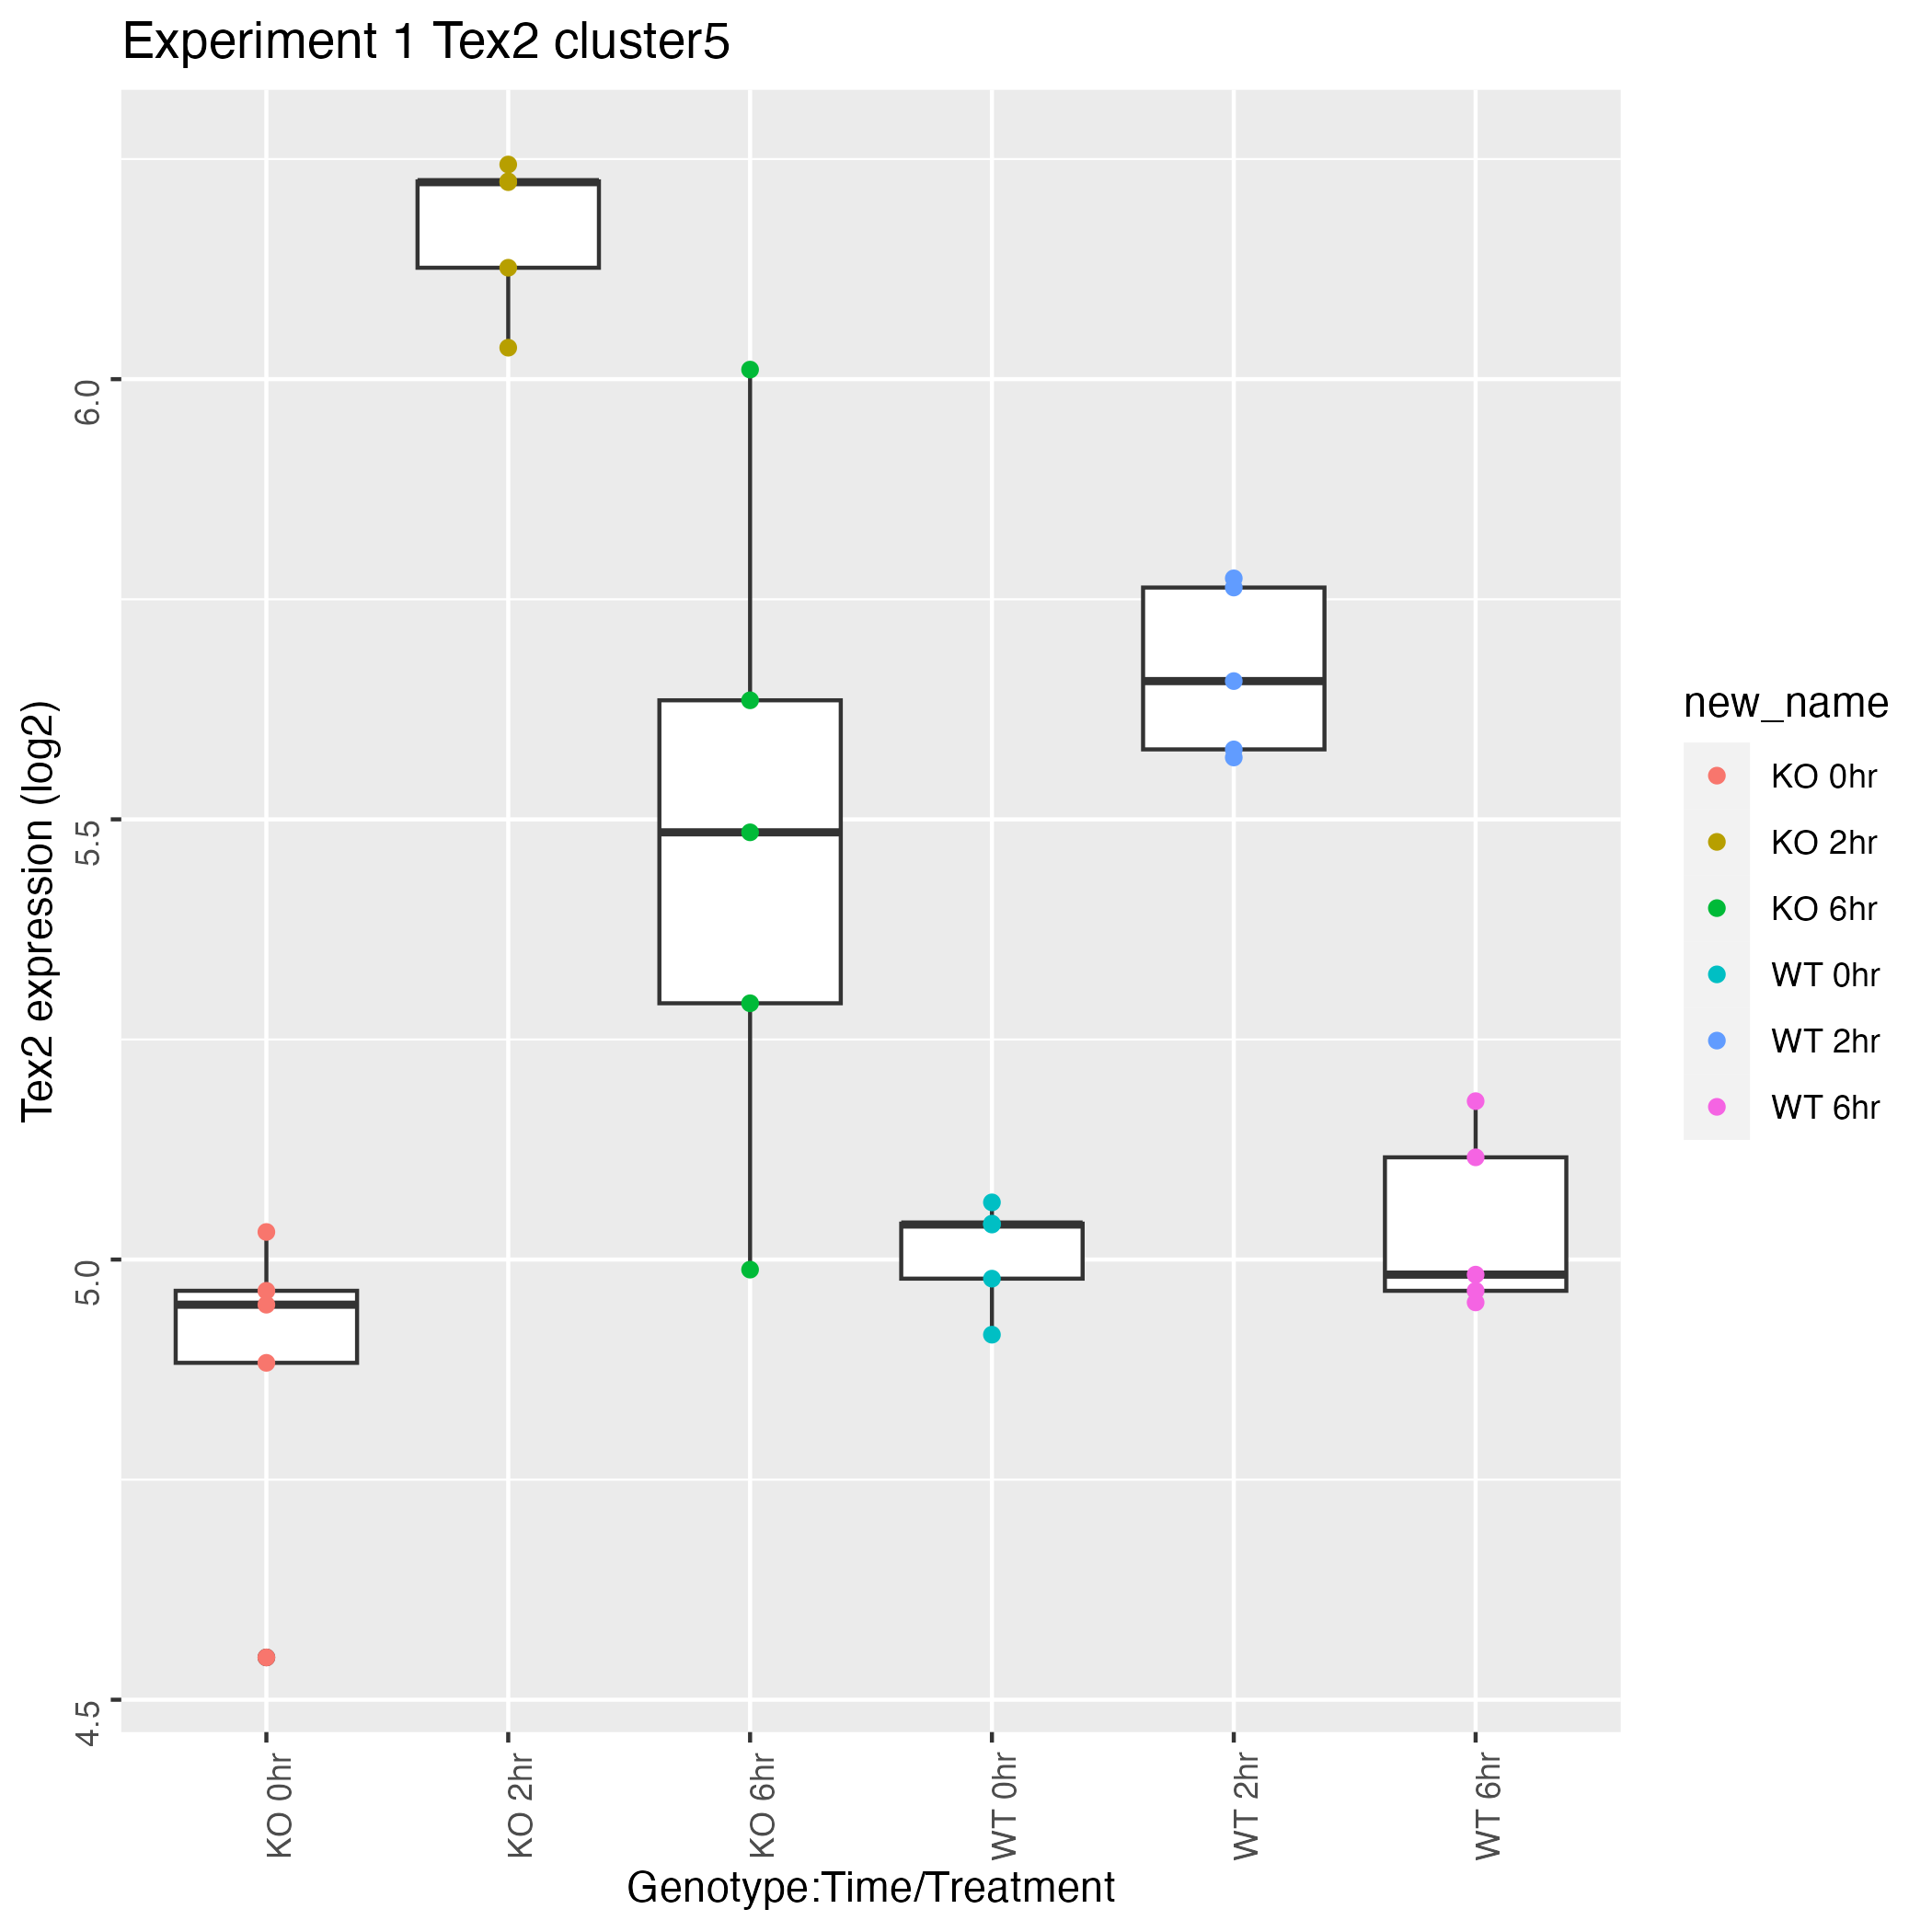 Experiment 1 Tex2 cluster5
Tex2 expression (log2)
6.0
5.5
5.0
4.5
KO 0hr
KO 2hr
KO 6hr
WT 0hr
WT 2hr
WT 6hr
Genotype:Time/Treatment
new_name
KO 0hr
KO 2hr
KO 6hr
WT 0hr
WT 2hr
WT 6hr